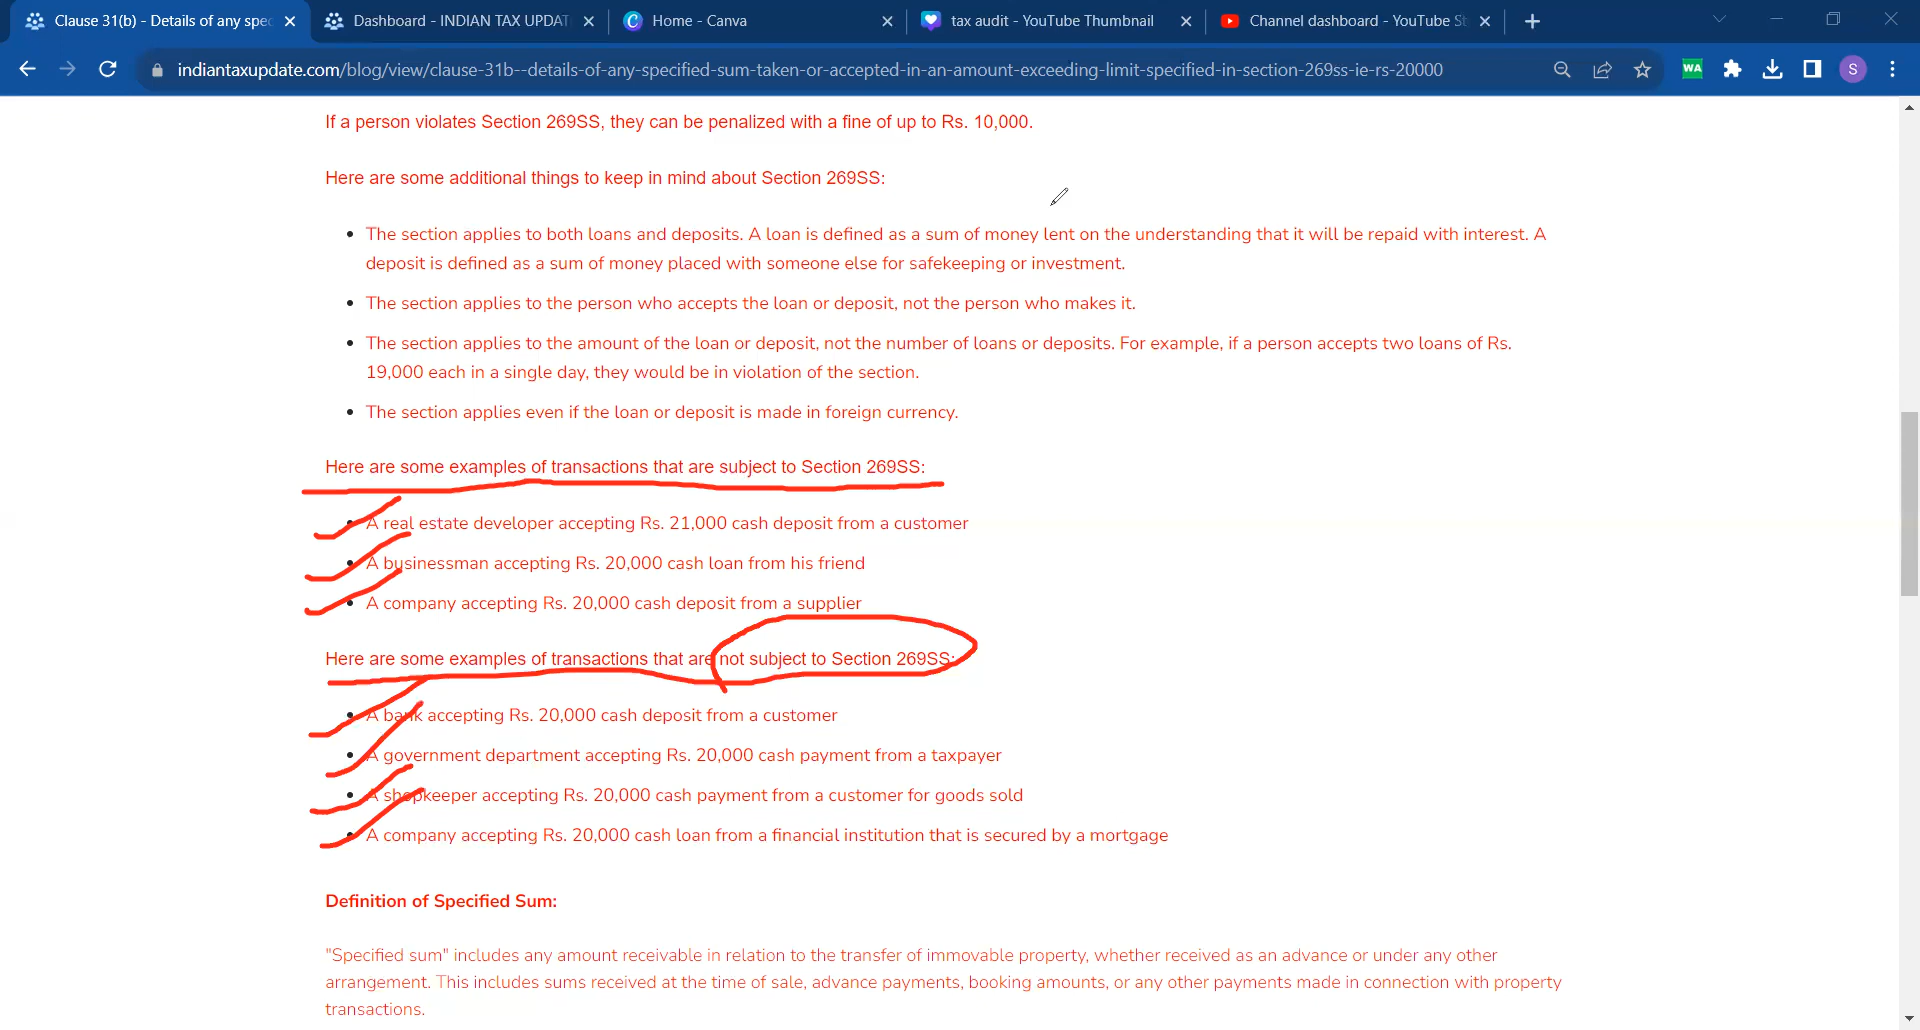 Clause 31(b) - Details of any spec
Dashboard - INDIAN TAX UPDAT
Home - Canva
tax audit - YouTube Thumbnail
Channel dashboard - YouTube St
indiantaxupdate.com/blog/view/clause-31b--details-of-any-specified-sum-taken-or-accepted-in-an-amount-exceeding-limit-specified-in-section-269ss-ie-rs-20000
WA
S
If a person violates Section 269SS, they can be penalized with a fine of up to Rs. 10,000.
Here are some additional things to keep in mind about Section 269SS:
The section applies to both loans and deposits. A loan is defined as a sum of money lent on the understanding that it will be repaid with interest. A
deposit is defined as a sum of money placed with someone else for safekeeping or investment.
The section applies to the person who accepts the loan or deposit, not the person who makes it.
The section applies to the amount of the loan or deposit, not the number of loans or deposits. For example, if a person accepts two loans of Rs.
19,000 each in a single day, they would be in violation of the section.
The section applies even if the loan or deposit is made in foreign currency.
Here are some examples of transactions that are subject to Section 269SS:
A real estate developer accepting Rs. 21,000 cash deposit from a customer
A businessman accepting Rs. 20,000 cash loan from his friend
A company accepting Rs. 20,000 cash deposit from a supplier
Here are some examples of transactions that are not subject to Section 269SS:
A bank accepting Rs. 20,000 cash deposit from a customer
A government department accepting Rs. 20,000 cash payment from a taxpayer
A shopkeeper accepting Rs. 20,000 cash payment from a customer for goods sold
A company accepting Rs. 20,000 cash loan from a financial institution that is secured by a mortgage
Definition of Specified Sum:
"Specified sum" includes any amount receivable in relation to the transfer of immovable property, whether received as an advance or under any other
arrangement. This includes sums received at the time of sale, advance payments, booking amounts, or any other payments made in connection with property
transactions.